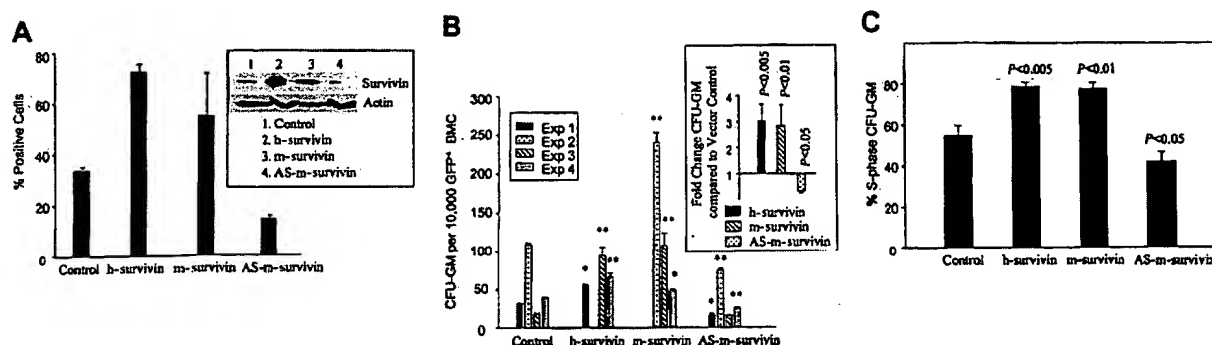 A
% Positive Cells
80
60
40
20
0
Control h-survivin m-survivin AS-m-survivin
1 2 3 4
Survivin
Actin
1. Control
2. h-survivin
3. m-survivin
4. AS-m-survivin
B
CFU-GM per 10,000 GFP+ BMC
300
250
200
150
100
50
0
Exp 1
Exp 2
Exp 3
Exp 4
* ** ** ** ** * * ** **
Control h-survivin m-survivin AS-m-survivin
Fold Change CFU-GM
compared to Vector Control
4
3
2
1
2
3
4
P<0.005
P<0.01
P<0.05
h-survivin
m-survivin
AS-m-survivin
C
% S-phase CFU-GM
80
60
40
20
0
P<0.005 P<0.01
P<0.05
Control h-survivin m-survivin AS-m-survivin